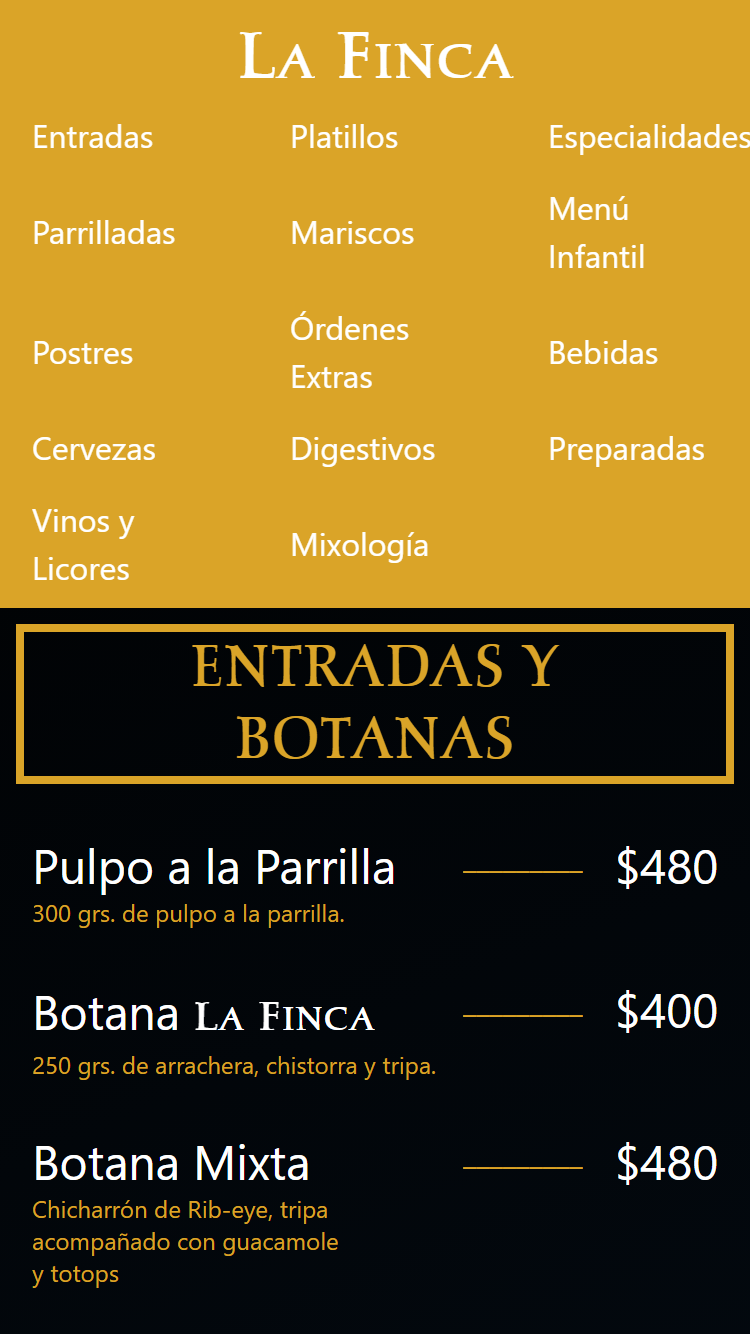 La Finca
Entradas Platillos Especialidades
Parrilladas Mariscos Menú
Infantil
Postres Órdenes
Extras Bebidas
Cervezas Digestivos Preparadas
Vinos y
Licores Mixología
ENTRADAS Y
BOTANAS
Pulpo a la Parrilla $480
300 grs. de pulpo a la parrilla.
Botana La Finca $400
250 grs. de arrachera, chistorra y tripa.
Botana Mixta $480
Chicharrón de Rib-eye, tripa
acompañado con guacamole
y totops